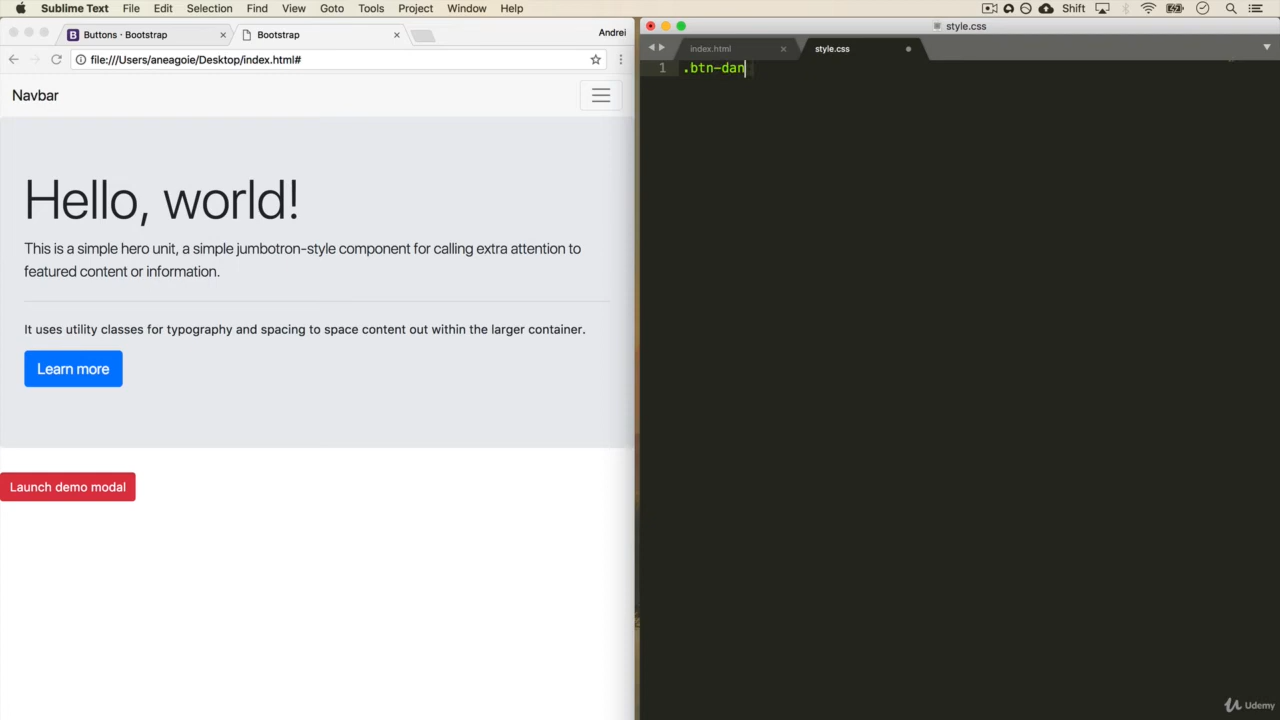 Sublime Text File Edit Selection Find View Goto Tools Project Window Help Shift
Buttons · Bootstrap Bootstrap Andrei
file:///Users/aneagoie/Desktop/index.html#
Navbar
Hello, world!
This is a simple hero unit, a simple jumbotron-style component for calling extra attention to
featured content or information.
It uses utility classes for typography and spacing to space content out within the larger container.
Learn more
Launch demo modal
style.css
index.html style.css
1 .btn-dan
Udemy